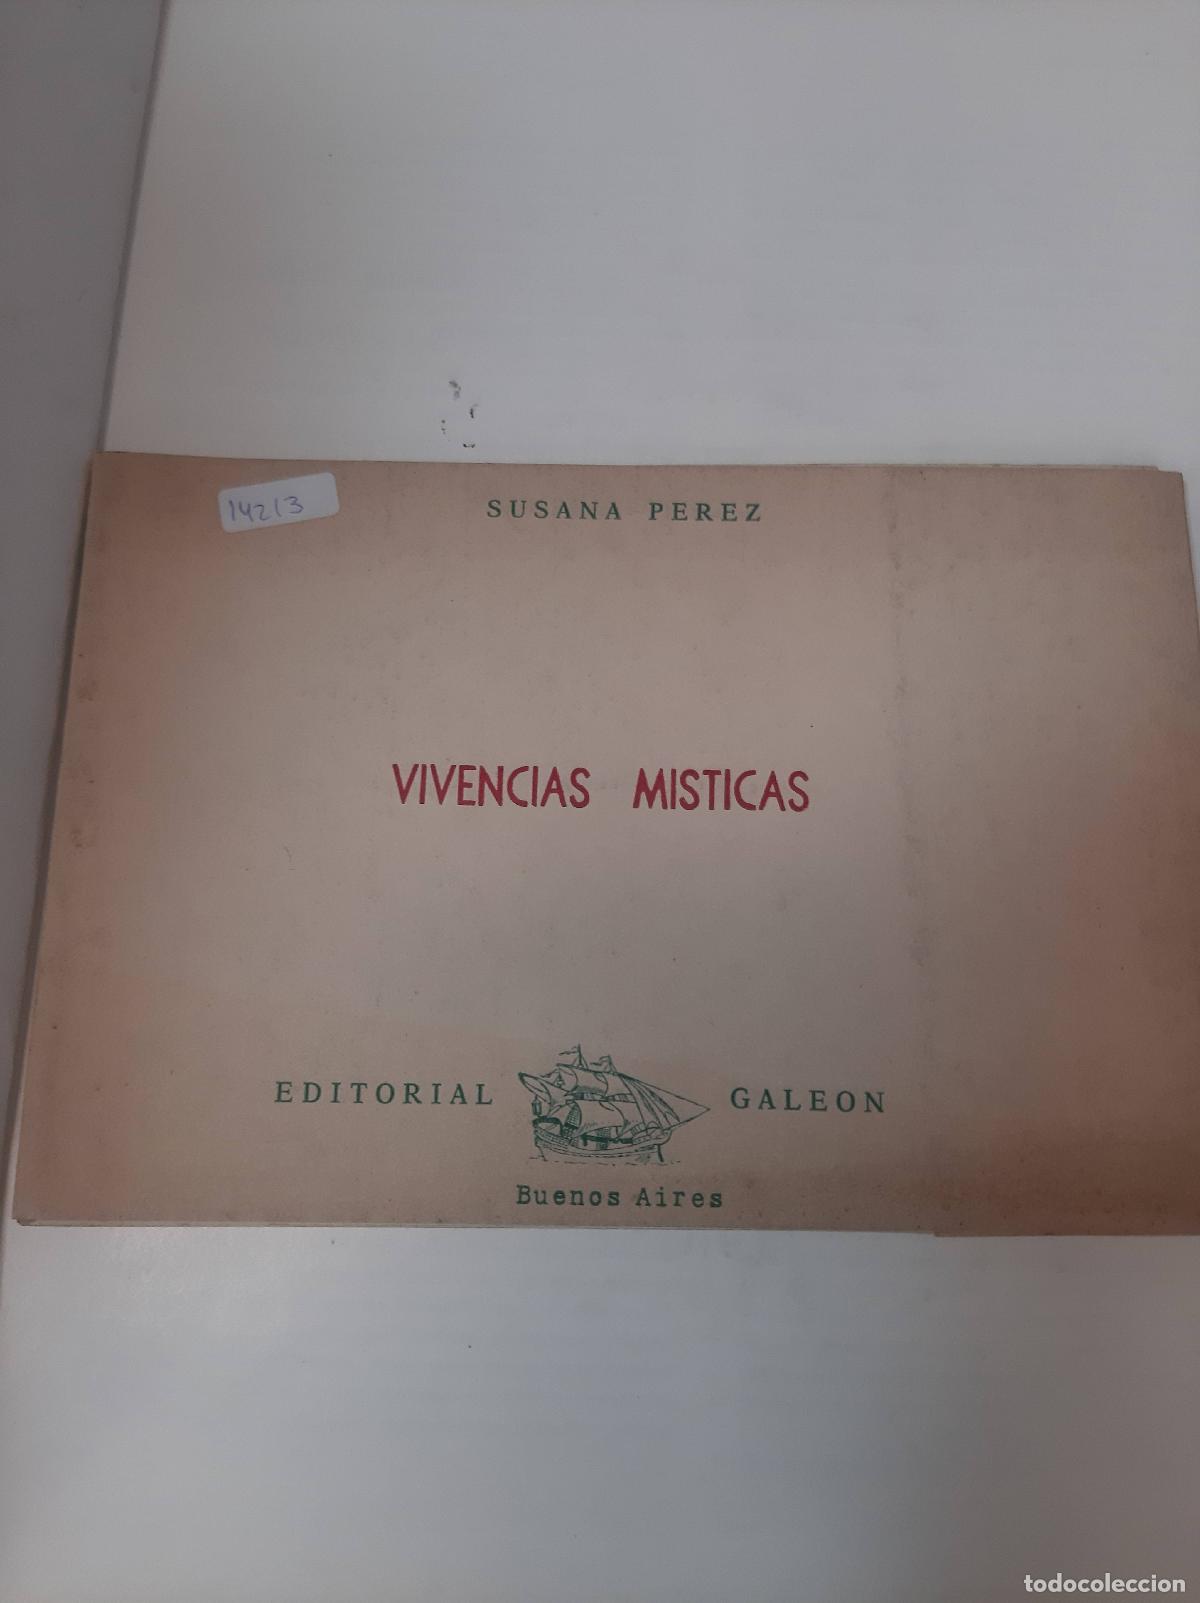 14213
SUSANA PEREZ
VIVENCIAS MISTICAS
EDITORIAL GALEON
Buenos Aires
todocoleccion